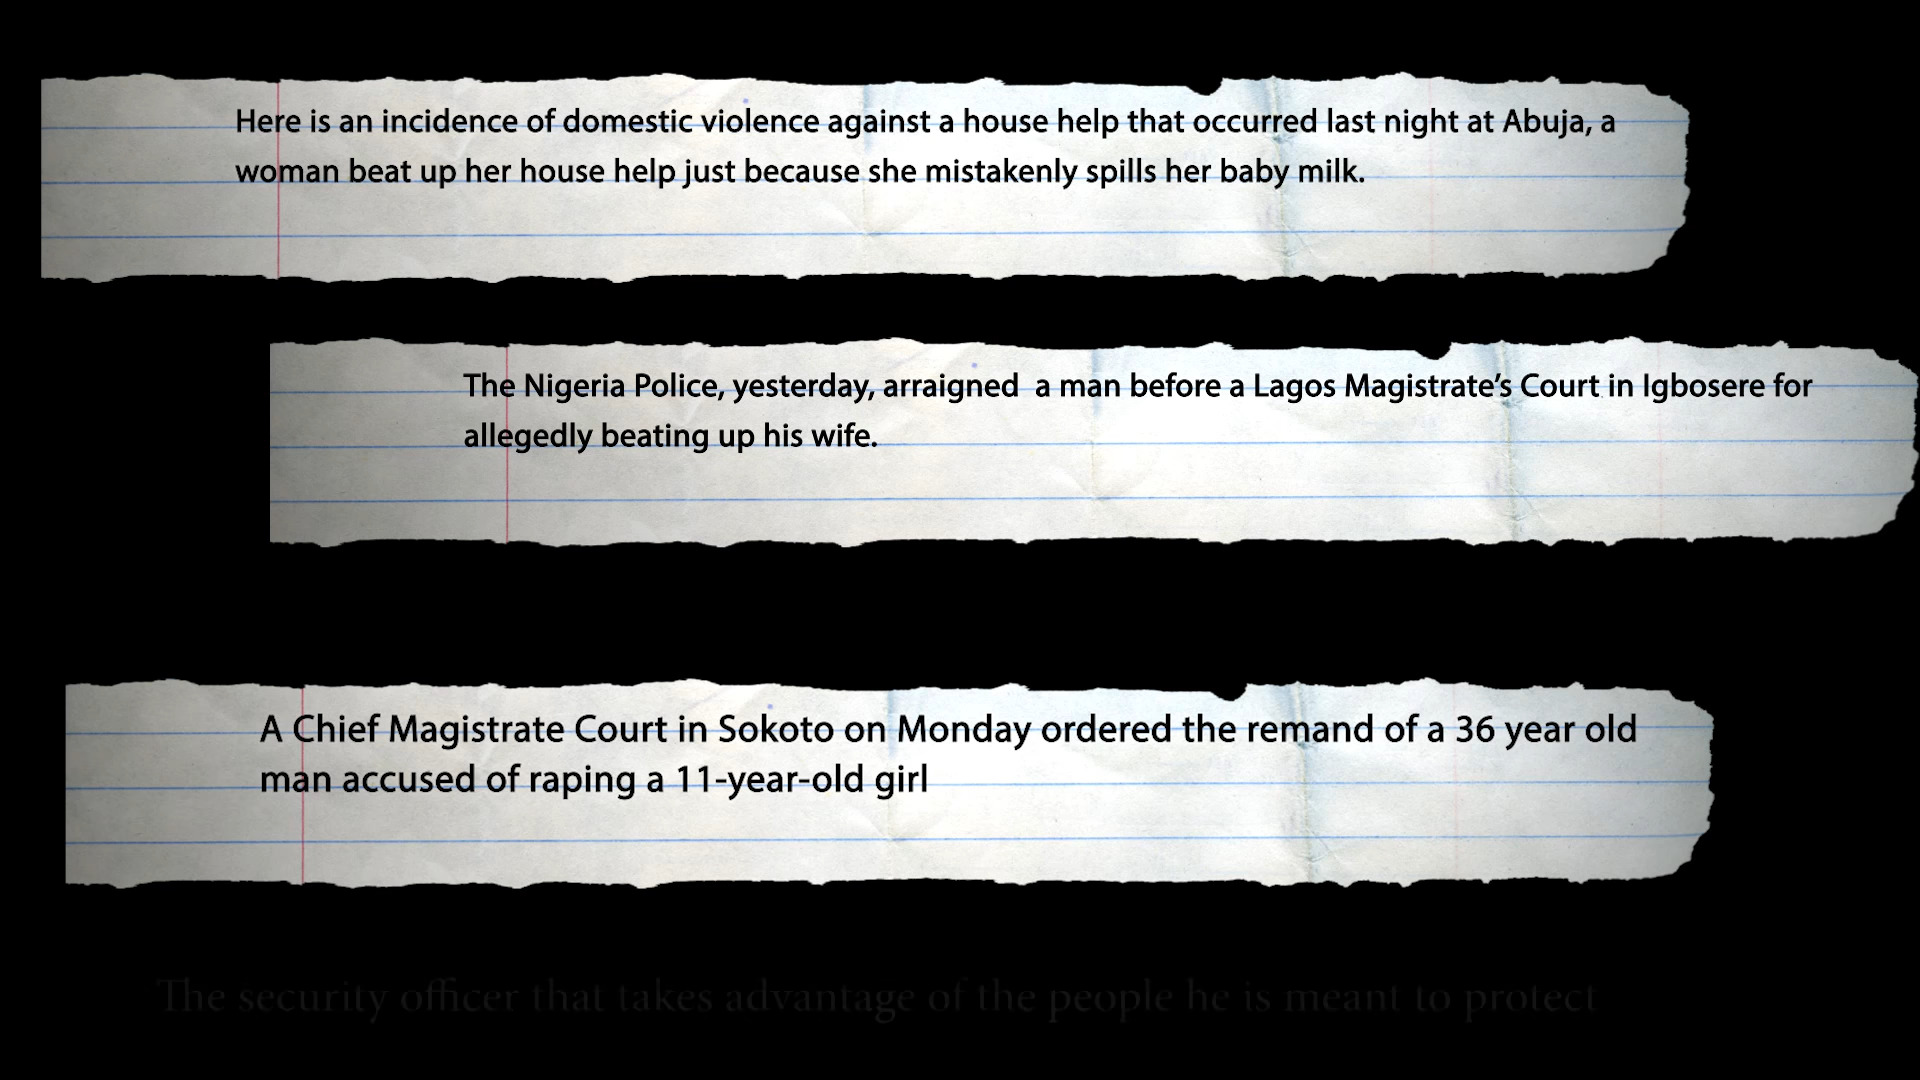 Here is an incidence of domestic violence against a house help that occurred last night at Abuja, a
woman beat up her house help just because she mistakenly spills her baby milk.
The Nigeria Police, yesterday, arraigned  a man before a Lagos Magistrate’s Court in Igbosere for
allegedly beating up his wife.
A Chief Magistrate Court in Sokoto on Monday ordered the remand of a 36 year old
man accused of raping a 11-year-old girl
The security officer that takes advantage of the people he is meant to protect